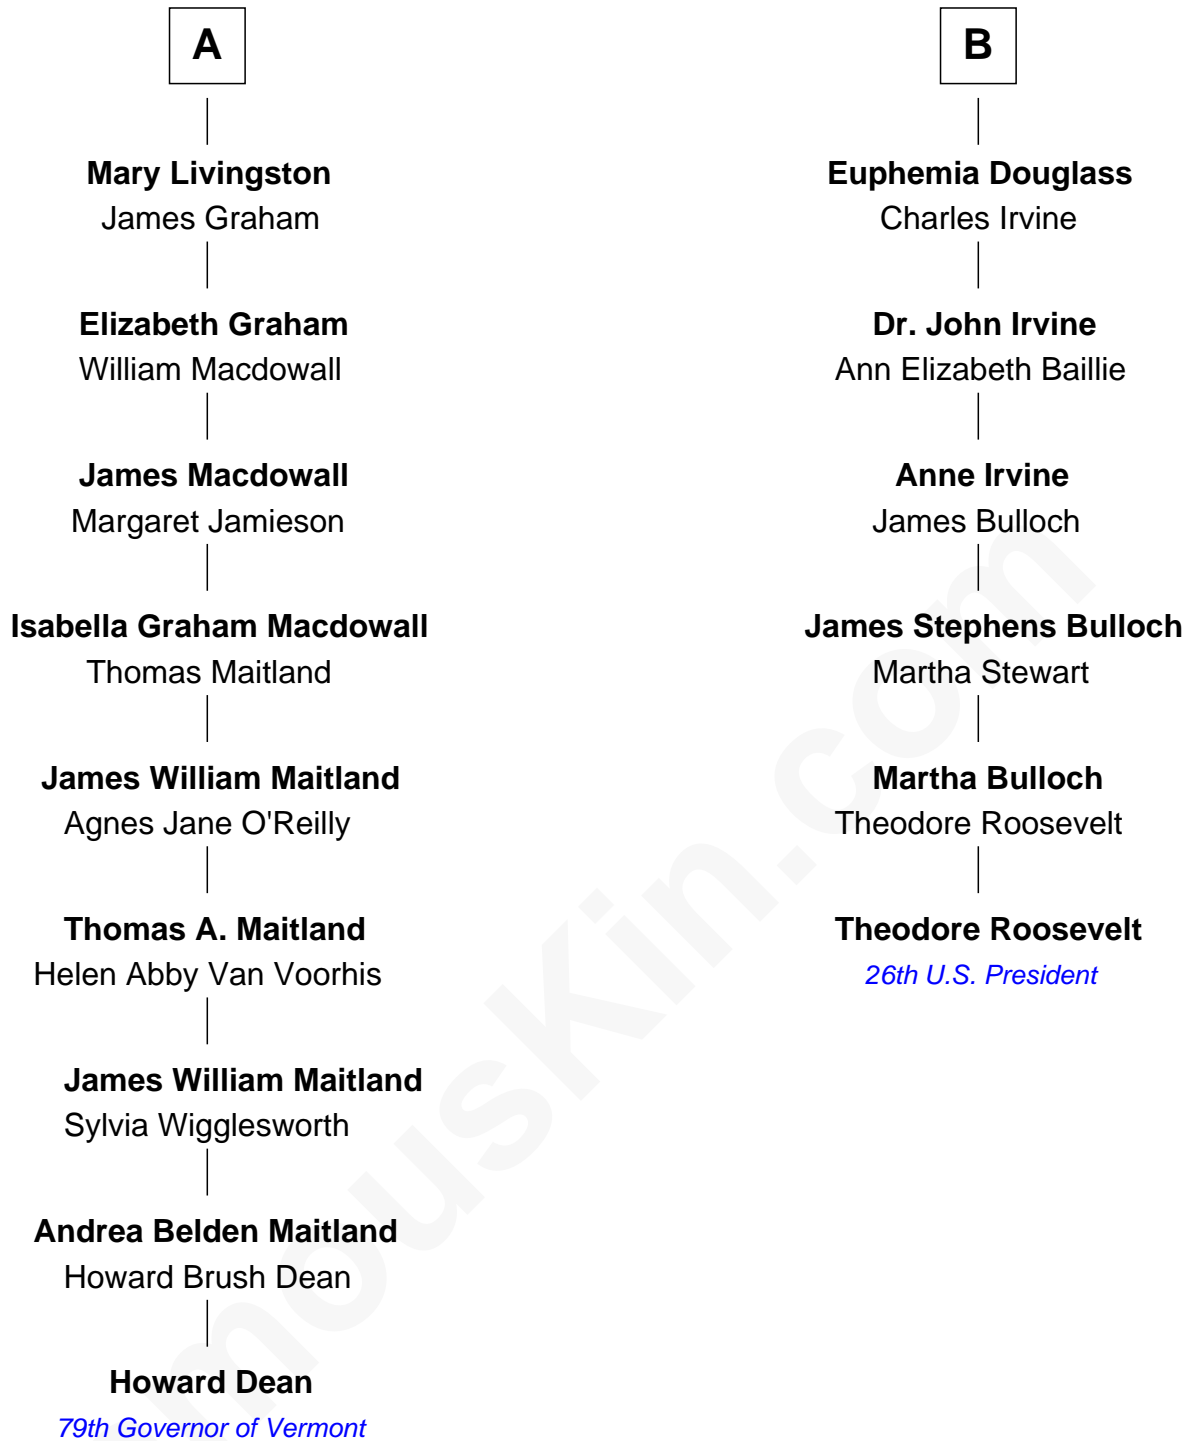 A
Mary Livingston
James Graham
Elizabeth Graham
William Macdowall
James Macdowall
Margaret Jamieson
Isabella Graham Macdowall
Thomas Maitland
James William Maitland
Agnes Jane O'Reilly
Thomas A. Maitland
Helen Abby Van Voorhis
James William Maitland
Sylvia Wigglesworth
Andrea Belden Maitland
Howard Brush Dean
Howard Dean
79th Governor of Vermont
B
Euphemia Douglass
Charles Irvine
Dr. John Irvine
Ann Elizabeth Baillie
Anne Irvine
James Bulloch
James Stephens Bulloch
Martha Stewart
Martha Bulloch
Theodore Roosevelt
Theodore Roosevelt
26th U.S. President
mousKin.com